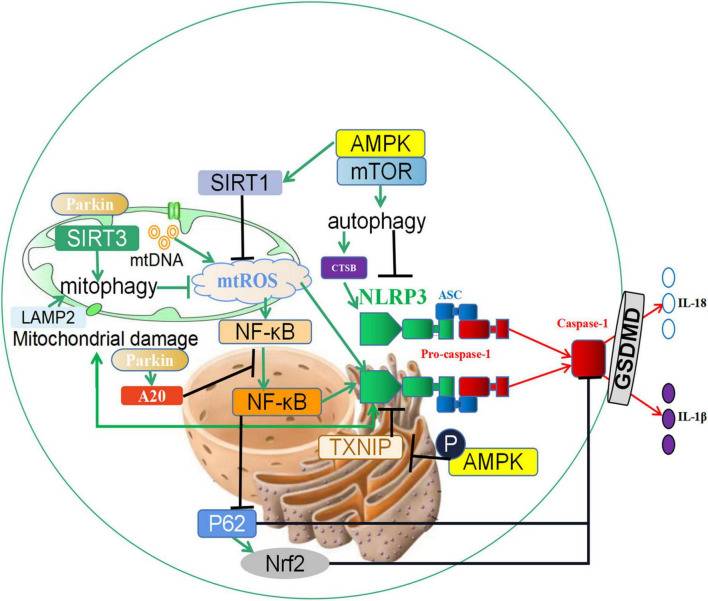 AMPK
mTOR
SIRT1
Parkin
autophagy
SIRT3
mtDNA
CTSB
mitophagy
mtROS
NLRP3
ASC
LAMP2
Caspase-1
IL-18
Mitochondrial damage
NF-κB
Pro-caspase-1
GSDMD
Parkin
A20
NF-κB
IL-1β
TXNIP
P
AMPK
P62
Nrf2